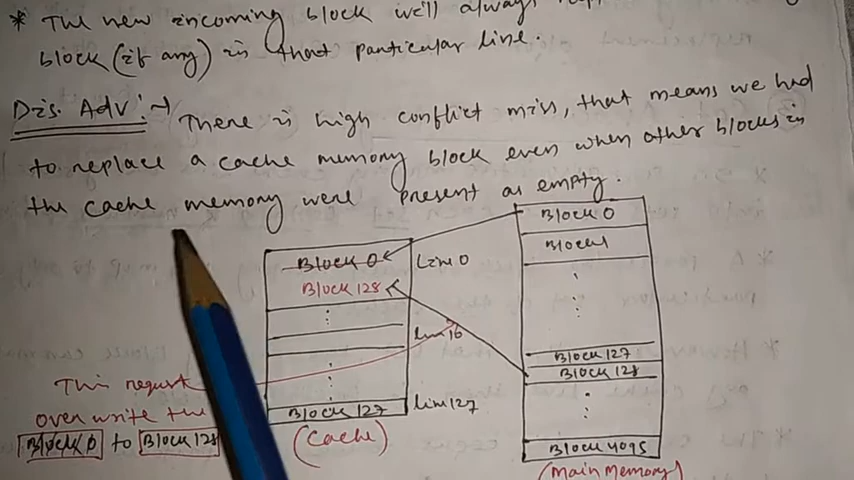 * The new incoming block will always
block (if any) in that particular line.
Dis. Adv :- There is high conflict miss, that means we had
to replace a cache memory block even when other blocks in
the cache memory were present as empty.
Block 0
Line 0
Block 128
line 16
Block 127
line 127
(Cache)
Block 0
Block 1
Block 127
Block 128
Block 4095
(Main Memory)
This request
over write the
Block 0 to Block 128